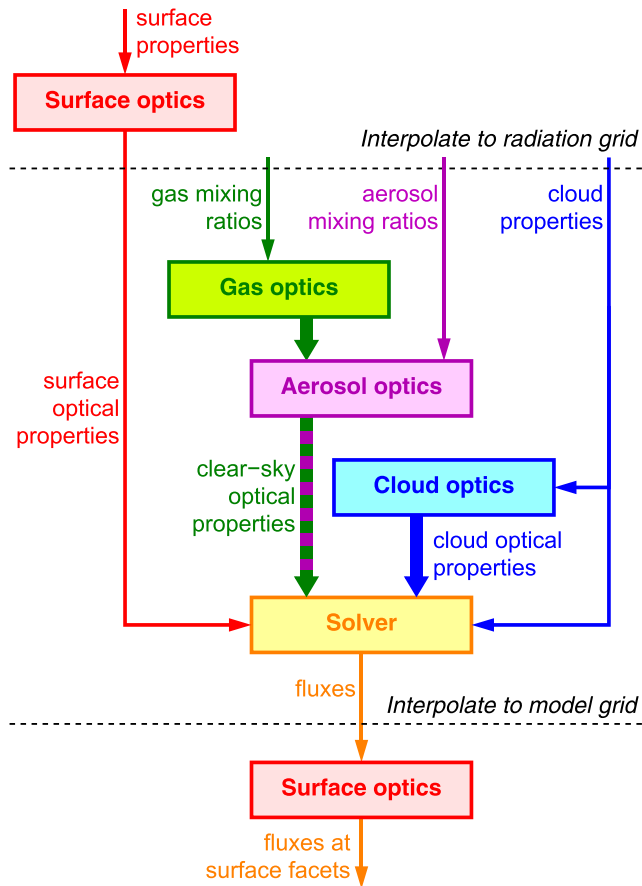 surface
properties
Surface optics
Interpolate to radiation grid
gas mixing
ratios
aerosol
mixing ratios
cloud
properties
Gas optics
surface
optical
properties
Aerosol optics
clear−sky
optical
properties
Cloud optics
cloud optical
properties
Solver
fluxes
Interpolate to model grid
Surface optics
fluxes at
surface facets